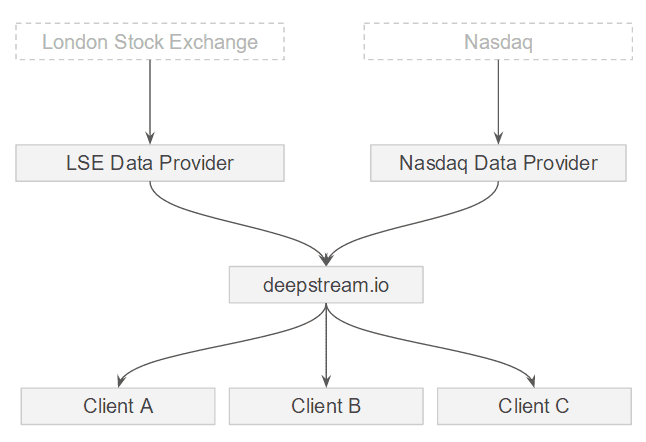 London Stock Exchange
Nasdaq
LSE Data Provider
Nasdaq Data Provider
deepstream.io
Client A
Client B
Client C